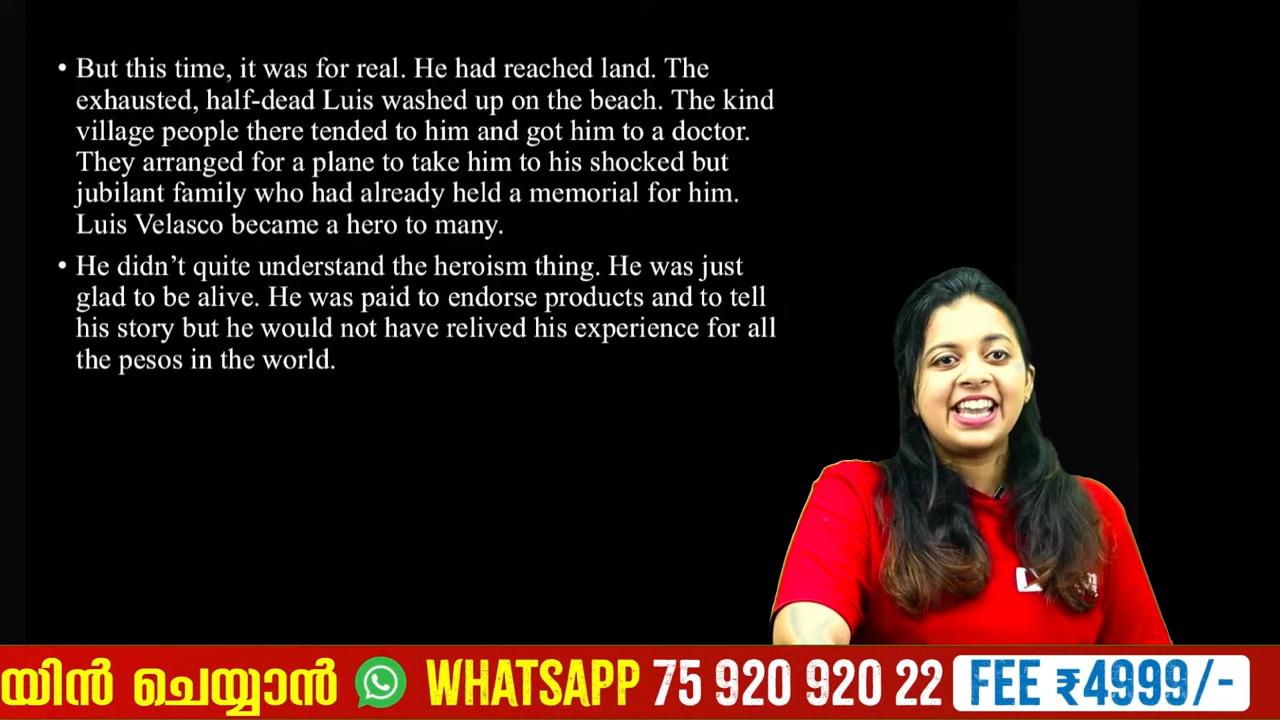 • But this time, it was for real. He had reached land. The
exhausted, half-dead Luis washed up on the beach. The kind
village people there tended to him and got him to a doctor.
They arranged for a plane to take him to his shocked but
jubilant family who had already held a memorial for him.
Luis Velasco became a hero to many.
• He didn’t quite understand the heroism thing. He was just
glad to be alive. He was paid to endorse products and to tell
his story but he would not have relived his experience for all
the pesos in the world.
യിൻ ചെയ്യാൻ WHATSAPP 75 920 920 22 FEE ₹4999/-